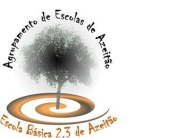 Agrupamento de Escolas de Azeitão
Escola Básica 2,3 de Azeitão